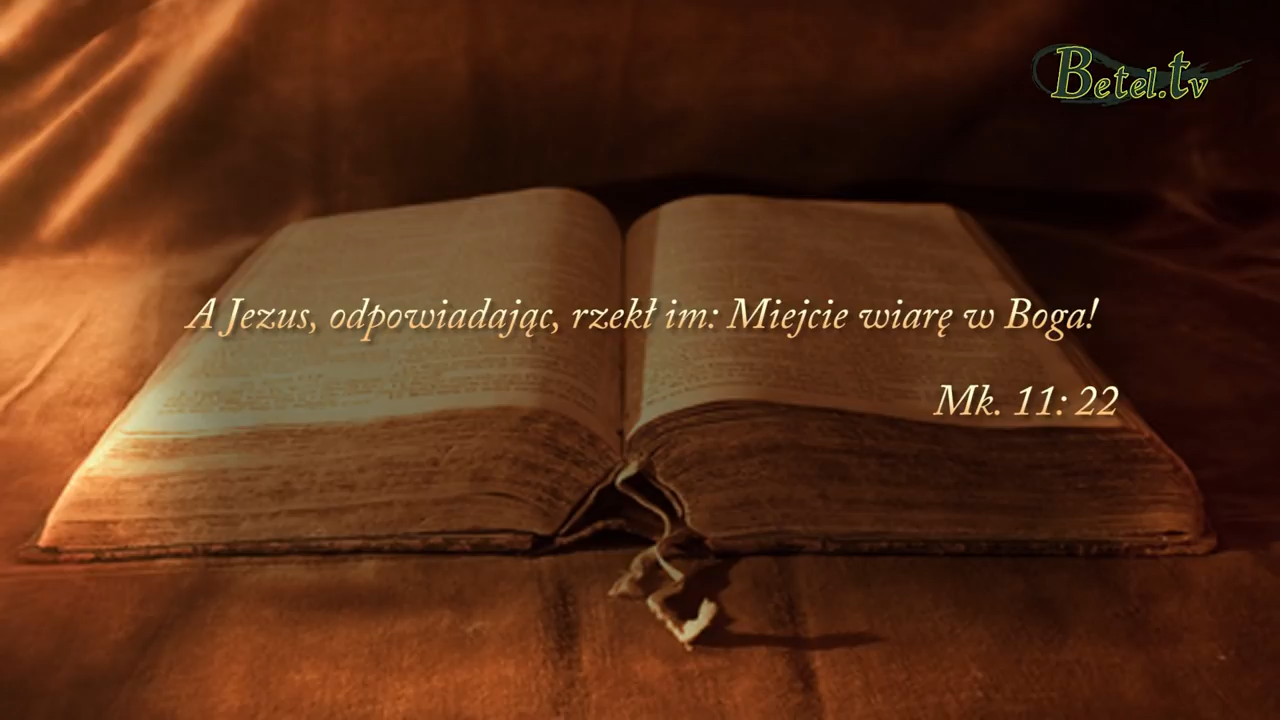 Betel.tv
A Jezus, odpowiadając, rzekł im: Miejcie wiarę w Boga!
Mk. 11: 22